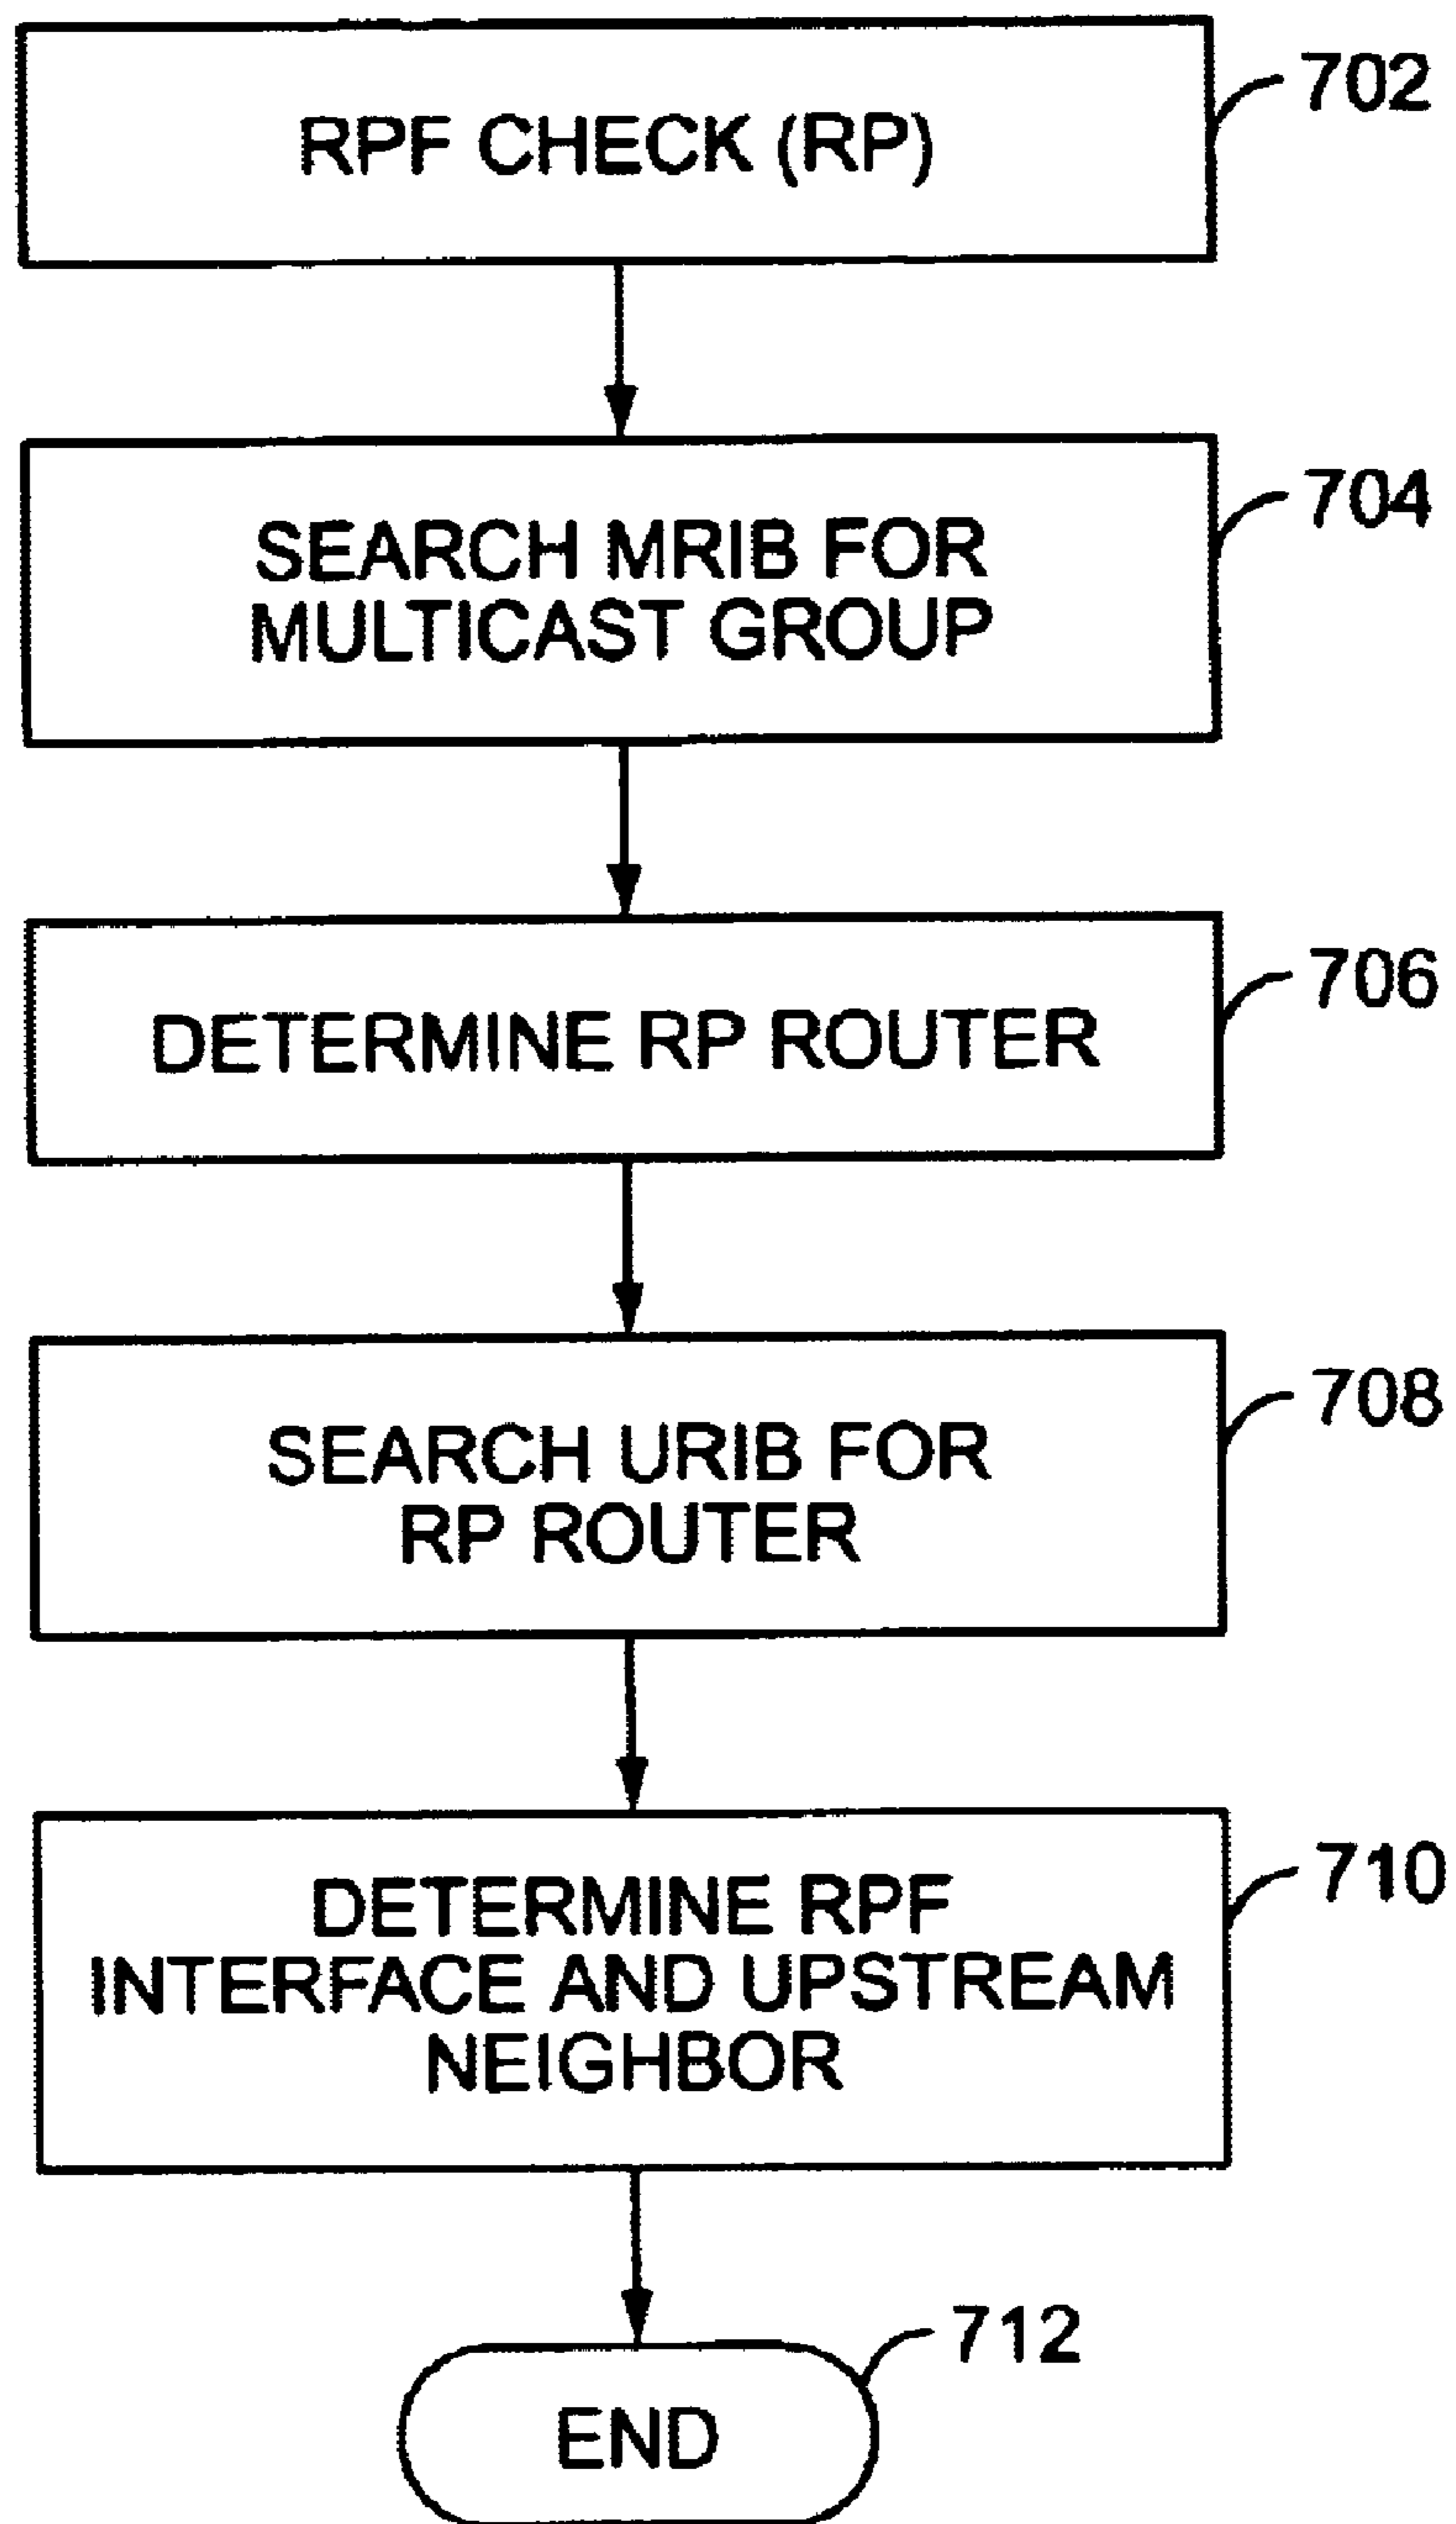 RPF CHECK (RP)
702
SEARCH MRIB FOR
MULTICAST GROUP
704
DETERMINE RP ROUTER
706
SEARCH URIB FOR
RP ROUTER
708
DETERMINE RPF
INTERFACE AND UPSTREAM
NEIGHBOR
710
END
712